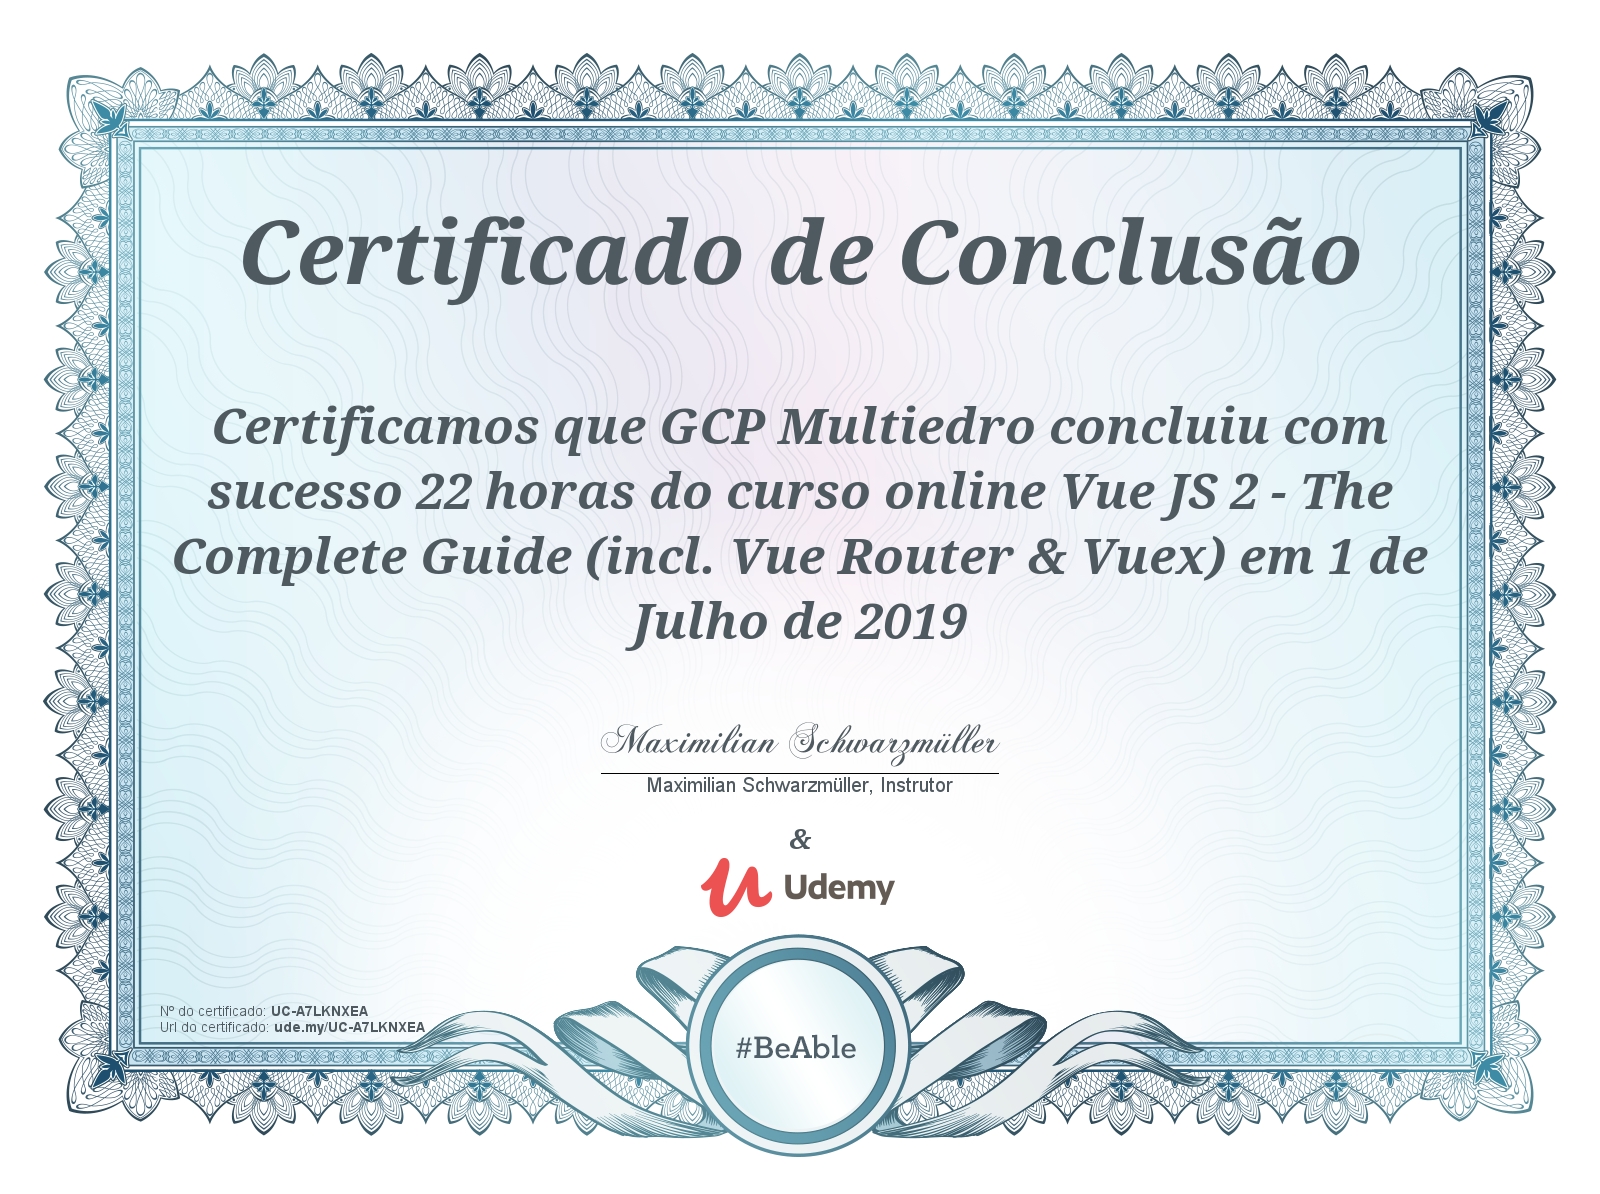 Certificado de Conclusão
Certificamos que GCP Multiedro concluiu com
sucesso 22 horas do curso online Vue JS 2 - The
Complete Guide (incl. Vue Router & Vuex) em 1 de
Julho de 2019
Maximilian Schwarzmüller
Maximilian Schwarzmüller, Instrutor
&
Udemy
Nº do certificado: UC-A7LKNXEA
Url do certificado: ude.my/UC-A7LKNXEA
#BeAble